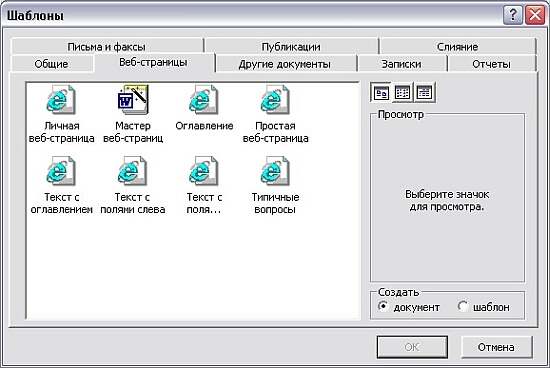 Шаблоны
Письма и факсы
Публикации
Слияние
Общие
Веб-страницы
Другие документы
Записки
Отчеты
Личная
веб-страница
Мастер
веб-страниц
Оглавление
Простая
веб-страница
Текст с
оглавлением
Текст с
полями слева
Текст с
поля...
Типичные
вопросы
Просмотр
Выберите значок
для просмотра.
Создать
документ
шаблон
ОК
Отмена